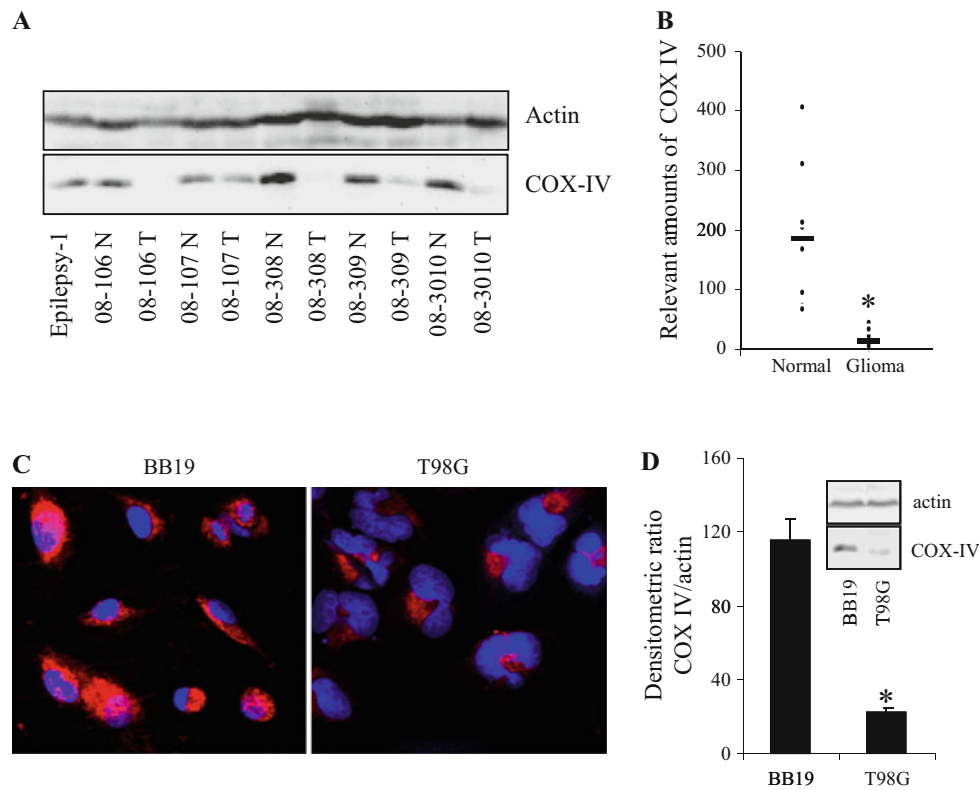 A
Actin
COX-IV
Epilepsy-1
08-106 N
08-106 T
08-107 N
08-107 T
08-308 N
08-308 T
08-309 N
08-309 T
08-3010 N
08-3010 T
B
Relevant amounts of COX IV
500
400
300
200
100
0
*
Normal Glioma
C
BB19 T98G
D
Densitometric ratio
COX IV/actin
160
120
80
40
0
actin
COX-IV
BB19
T98G
*
BB19 T98G